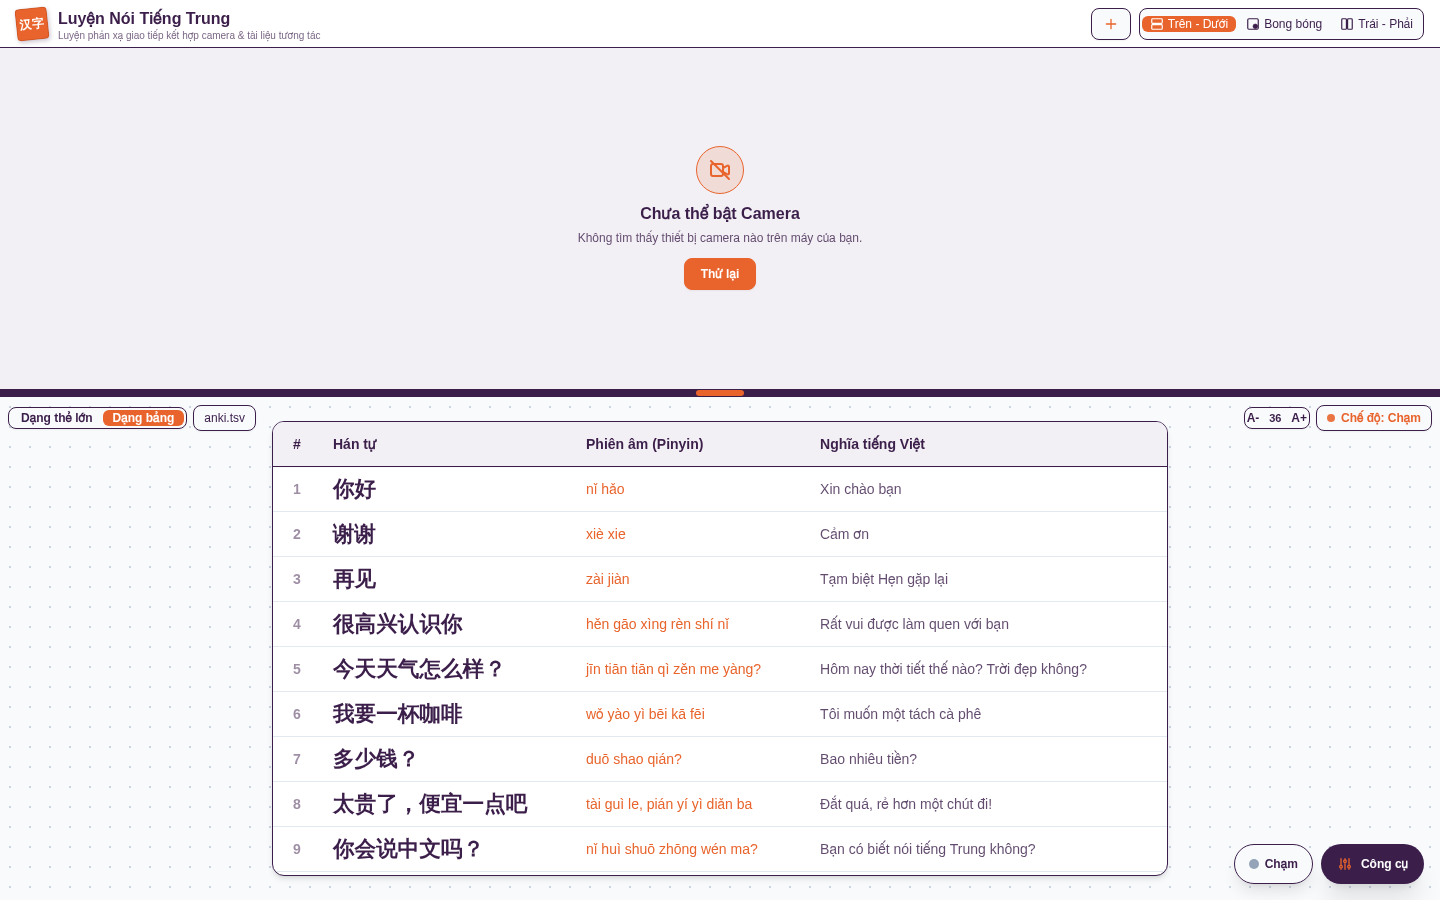 汉字
Luyện Nói Tiếng Trung
Luyện phản xạ giao tiếp kết hợp camera & tài liệu tương tác
Trên - Dưới
Bong bóng
Trái - Phải
Chưa thể bật Camera
Không tìm thấy thiết bị camera nào trên máy của bạn.
Thử lại
Dạng thẻ lớn
Dạng bảng
anki.tsv
A-
36
A+
Chế độ: Chạm
# Hán tự Phiên âm (Pinyin) Nghĩa tiếng Việt
1 你好 nǐ hǎo Xin chào bạn
2 谢谢 xiè xie Cảm ơn
3 再见 zài jiàn Tạm biệt Hẹn gặp lại
4 很高兴认识你 hěn gāo xìng rèn shí nǐ Rất vui được làm quen với bạn
5 今天天气怎么样？ jīn tiān tiān qì zěn me yàng? Hôm nay thời tiết thế nào? Trời đẹp không?
6 我要一杯咖啡 wǒ yào yì bēi kā fēi Tôi muốn một tách cà phê
7 多少钱？ duō shao qián? Bao nhiêu tiền?
8 太贵了，便宜一点吧 tài guì le, pián yí yì diǎn ba Đắt quá, rẻ hơn một chút đi!
9 你会说中文吗？ nǐ huì shuō zhōng wén ma? Bạn có biết nói tiếng Trung không?
Chạm
Công cụ